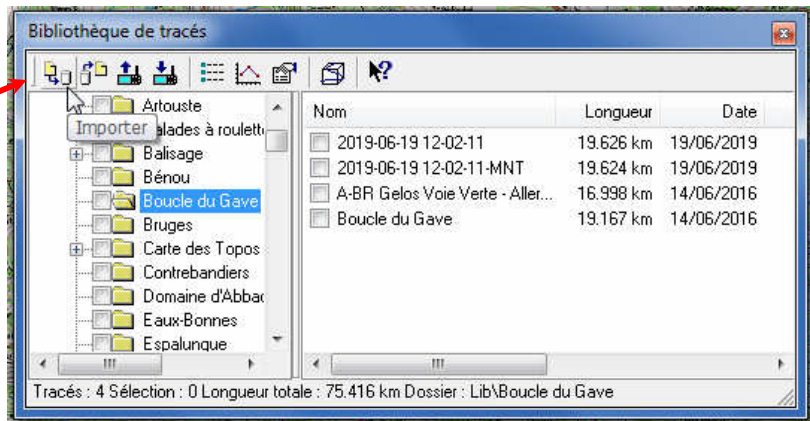 Bibliothèque de tracés
Artouste
Importer
alades à roulett
Balisage
Bénou
Boucle du Gave
Bruges
Carte des Topos
Contrebandiers
Domaine d'Abbad
Eaux-Bonnes
Espalungue
Nom Longueur Date
2019-06-19 12-02-11 19.626 km 19/06/2019
2019-06-19 12-02-11-MNT 19.624 km 19/06/2019
A-BR Gelos Voie Verte - Aller... 16.998 km 14/06/2016
Boucle du Gave 19.167 km 14/06/2016
Tracés : 4 Sélection : 0 Longueur totale : 75.416 km Dossier : Lib\Boucle du Gave